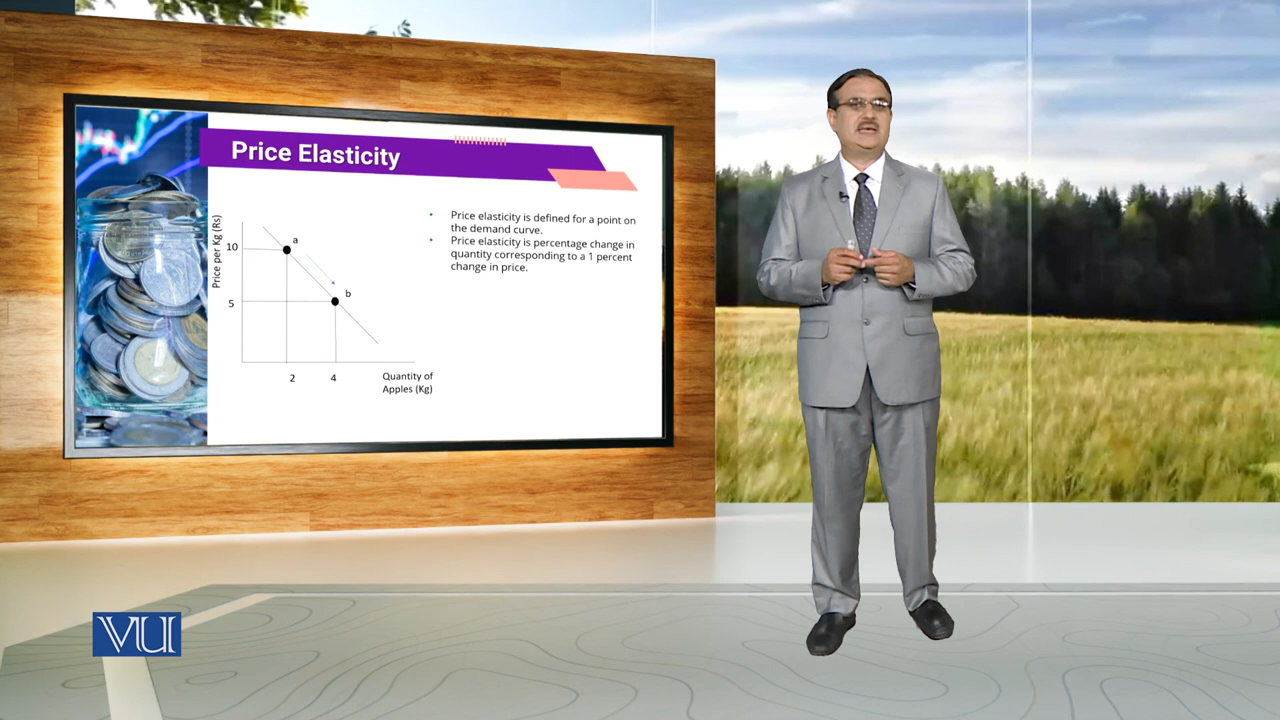 Price Elasticity
Price per Kg (Rs)
10
a
5
b
2
4
Quantity of
Apples (Kg)
• Price elasticity is defined for a point on
the demand curve.
• Price elasticity is percentage change in
quantity corresponding to a 1 percent
change in price.
VU